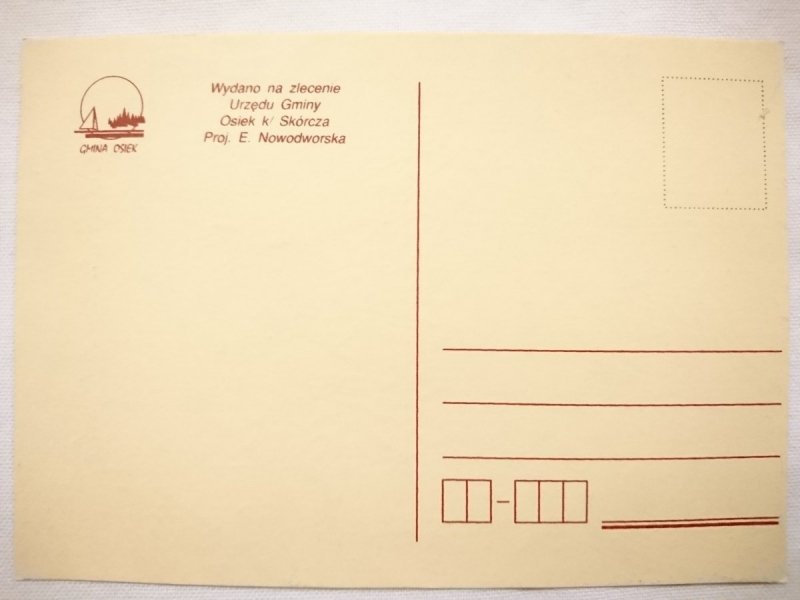 GMINA OSIEK
Wydano na zlecenie
Urzędu Gminy
Osiek k/ Skórcza
Proj. E. Nowodworska